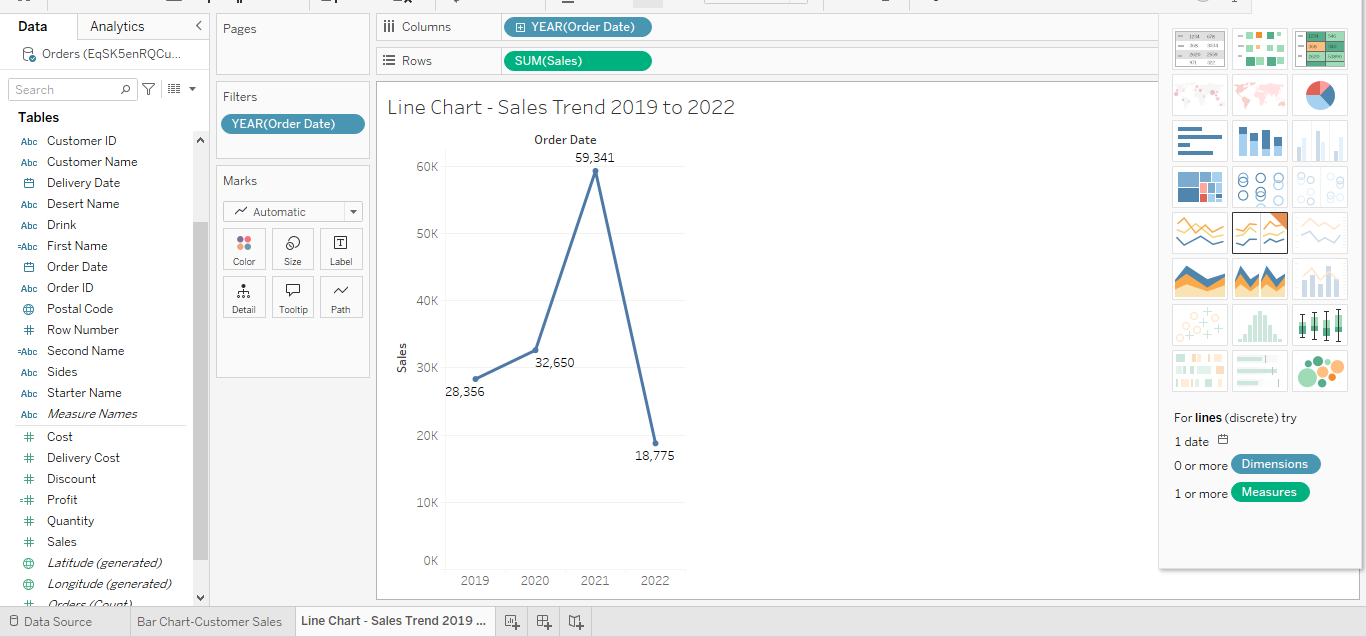 Data
Analytics
Orders (EqSK5enRQCu...
Search
Tables
Abc Customer ID
Abc Customer Name
Delivery Date
Abc Desert Name
Abc Drink
=Abc First Name
Order Date
Abc Order ID
Postal Code
# Row Number
=Abc Second Name
Abc Sides
Abc Starter Name
Abc Measure Names
# Cost
# Delivery Cost
# Discount
=# Profit
# Quantity
# Sales
Latitude (generated)
Longitude (generated)
# Orders (Count)
Pages
Filters
YEAR(Order Date)
Marks
Automatic
Color
Size
Label
Detail
Tooltip
Path
Columns
YEAR(Order Date)
Rows
SUM(Sales)
Line Chart - Sales Trend 2019 to 2022
Order Date
59,341
60K
50K
40K
30K
20K
10K
0K
Sales
28,356
32,650
18,775
2019
2020
2021
2022
For lines (discrete) try
1 date
0 or more Dimensions
1 or more Measures
Data Source
Bar Chart-Customer Sales
Line Chart - Sales Trend 2019 ...